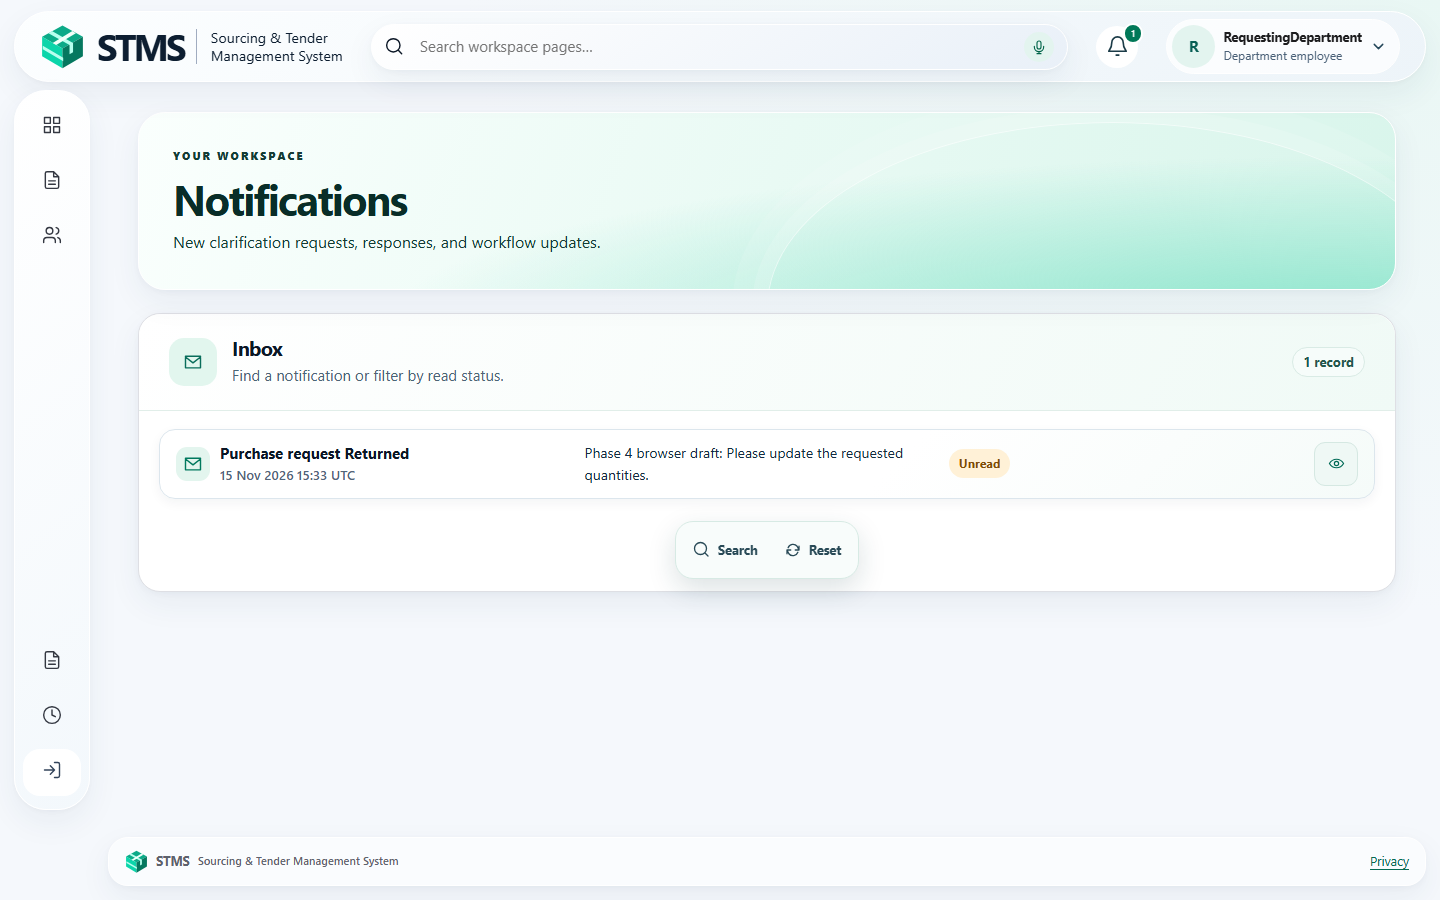 STMS
Sourcing & Tender
Management System
Search workspace pages...
1
R
RequestingDepartment
Department employee
YOUR WORKSPACE
Notifications
New clarification requests, responses, and workflow updates.
Inbox
Find a notification or filter by read status.
1 record
Purchase request Returned
15 Nov 2026 15:33 UTC
Phase 4 browser draft: Please update the requested
quantities.
Unread
Search
Reset
STMS
Sourcing & Tender Management System
Privacy